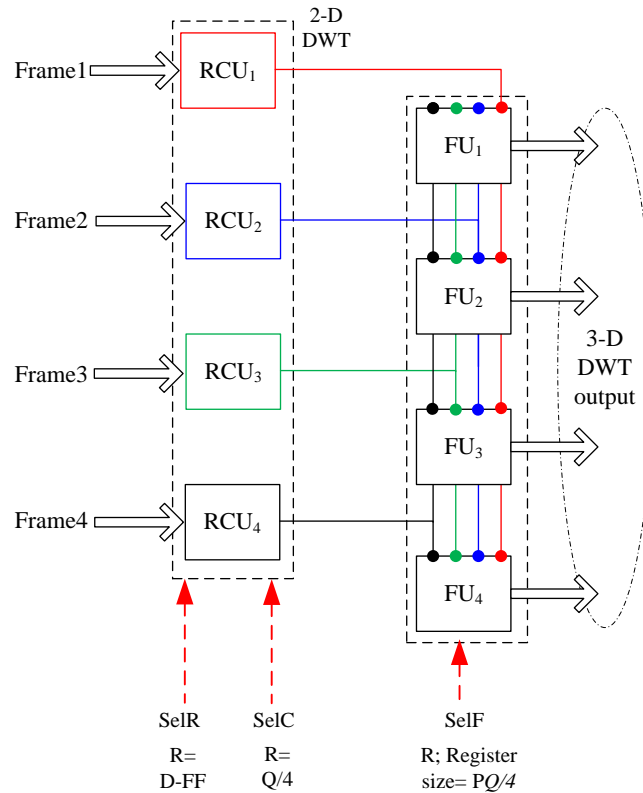 2-D
DWT
Frame1
RCU1
FU1
Frame2
RCU2
FU2
Frame3
RCU3
3-D
DWT
output
FU3
Frame4
RCU4
FU4
SelR
SelC
SelF
R=
D-FF
R=
Q/4
R; Register
size= PQ/4